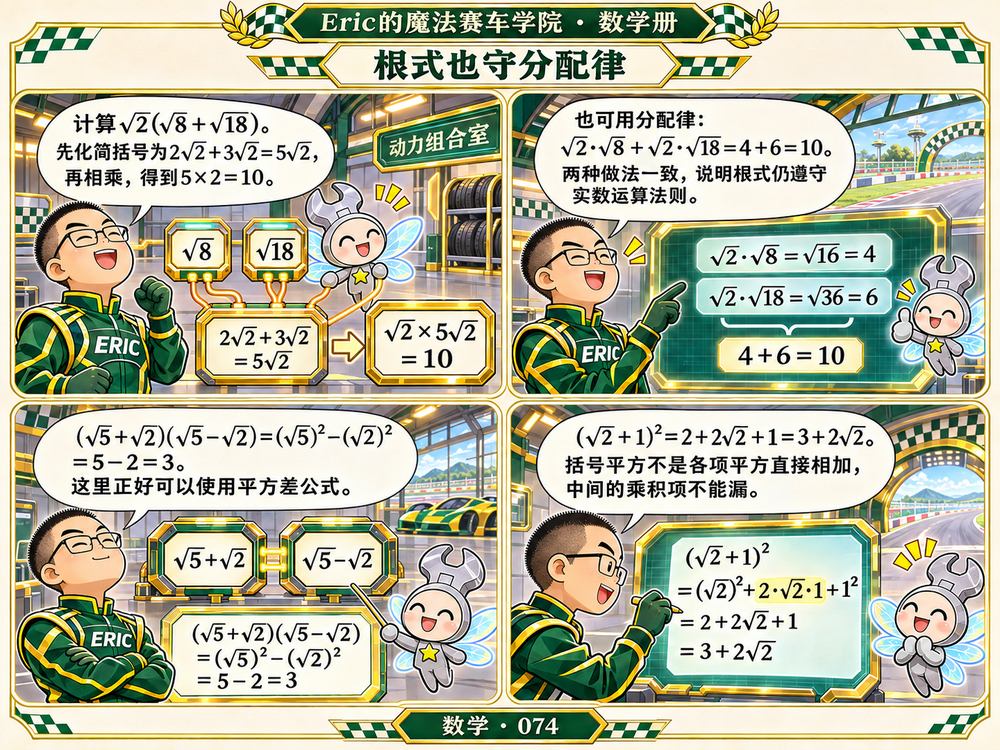 Eric的魔法赛车学院 · 数学册
根式也守分配律
计算√2(√8+√18)。
先化简括号为2√2+3√2=5√2,
再相乘，得到5×2=10。
动力组合室
√8
√18
2√2+3√2
=5√2
√2×5√2
=10
ERIC
也可用分配律：
√2·√8+√2·√18=4+6=10。
两种做法一致，说明根式仍遵守
实数运算法则。
√2·√8=√16=4
√2·√18=√36=6
4+6=10
ERIC
(√5+√2)(√5−√2)=(√5)²−(√2)²
=5−2=3。
这里正好可以使用平方差公式。
√5+√2
√5−√2
(√5+√2)(√5−√2)
=(√5)²−(√2)²
=5−2=3
ERIC
(√2+1)²=2+2√2+1=3+2√2。
括号平方不是各项平方直接相加，
中间的乘积项不能漏。
(√2+1)²
=(√2)²+2·√2·1+1²
=2+2√2+1
=3+2√2
数学 · 074